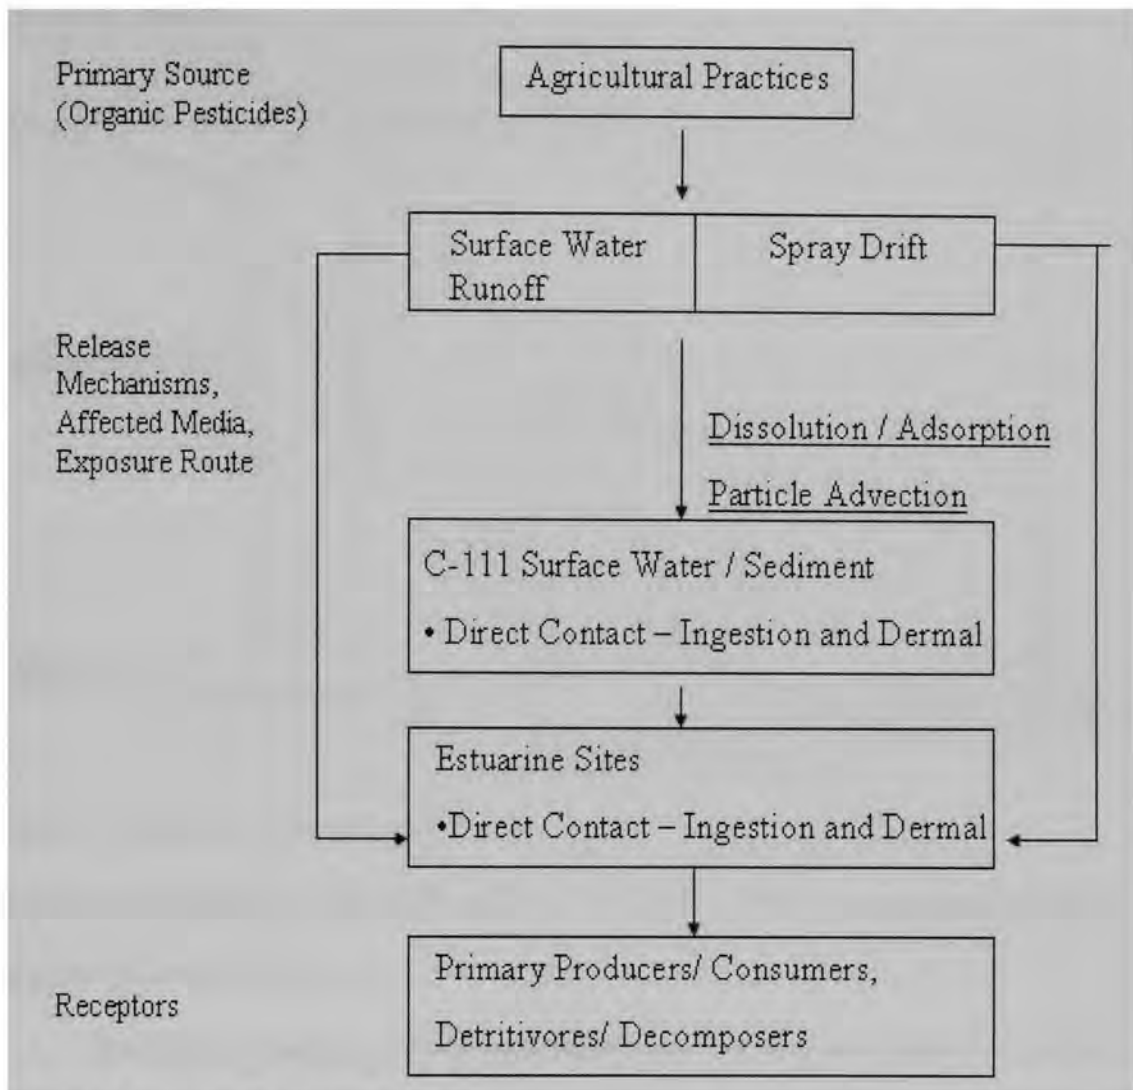 Primary Source
(Organic Pesticides)
Agricultural Practices
Surface Water
Runoff
Spray Drift
Release
Mechanisms,
Affected Media,
Exposure Route
Dissolution / Adsorption
Particle Advection
C-111 Surface Water / Sediment
• Direct Contact – Ingestion and Dermal
Estuarine Sites
•Direct Contact – Ingestion and Dermal
Receptors
Primary Producers/ Consumers,
Detritivores/ Decomposers